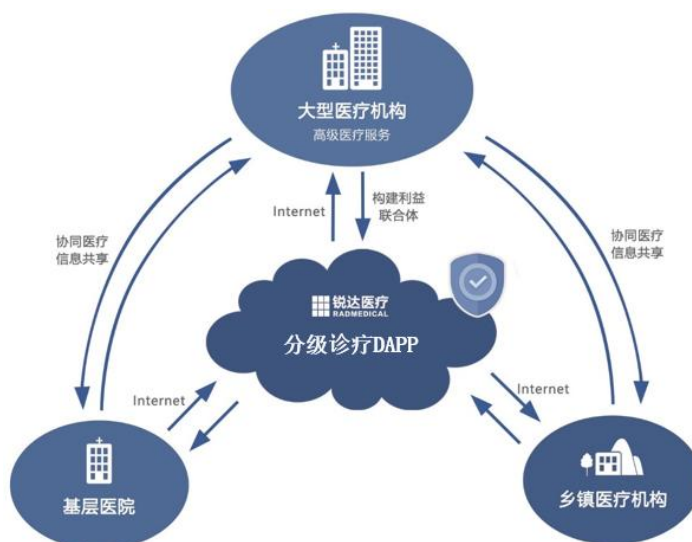 大型医疗机构
高级医疗服务
Internet
构建利益
联合体
协同医疗
信息共享
协同医疗
信息共享
锐达医疗
RADMEDICAL
分级诊疗DAPP
Internet
Internet
基层医院
乡镇医疗机构